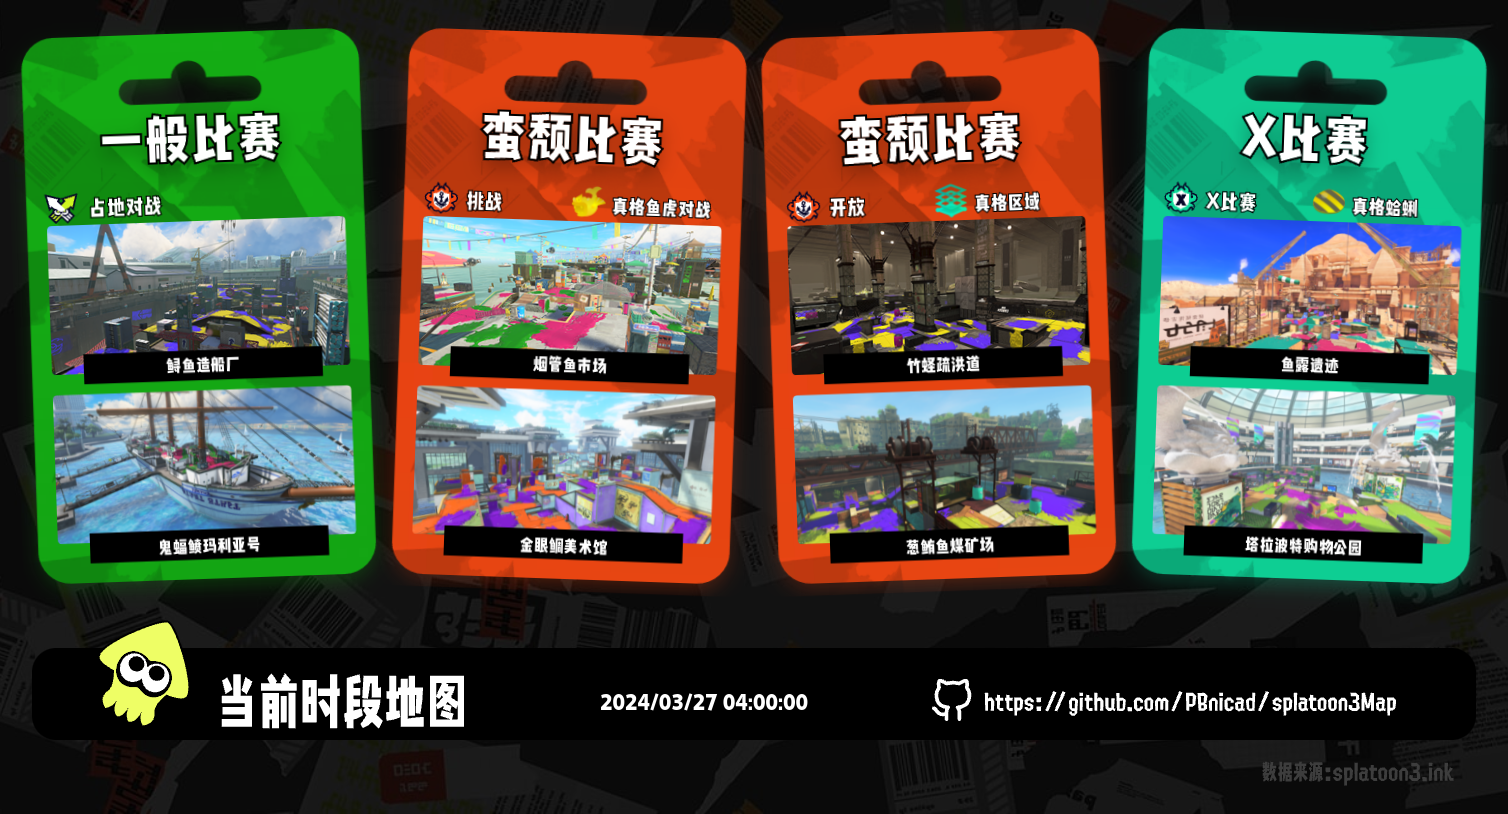 一般比赛
占地对战
鲟鱼造船厂
鬼蝠鲼玛利亚号
蛮颓比赛
挑战
真格鱼虎对战
烟管鱼市场
金眼鲷美术馆
蛮颓比赛
开放
真格区域
竹蛏疏洪道
葱鲔鱼煤矿场
X比赛
X比赛
真格蛤蜊
鱼露遗迹
塔拉波特购物公园
当前时段地图
2024/03/27 04:00:00
https://github.com/PBnicad/splatoon3Map
数据来源:splatoon3.ink